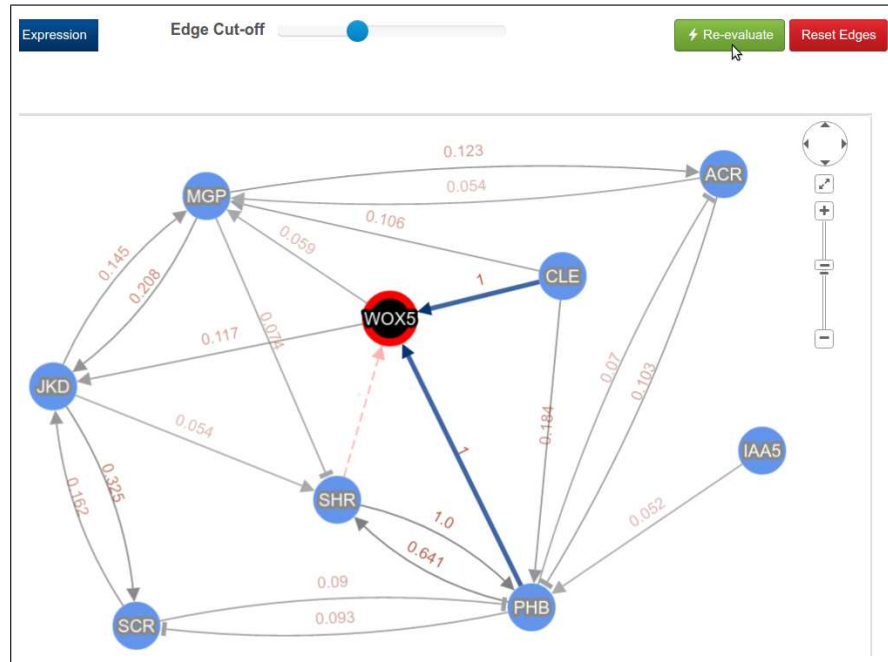 Expression
Edge Cut-off
Re-evaluate
Reset Edges
0.123
ACR
MGP
0.054
0.106
0.059
CLE
0.145
0.208
1
WOX5
0.117
0.074
0.07
JKD
0.103
0.054
0.184
IAA5
1
0.325
0.162
SHR
1.0
0.052
0.641
0.09
PHB
SCR
0.093